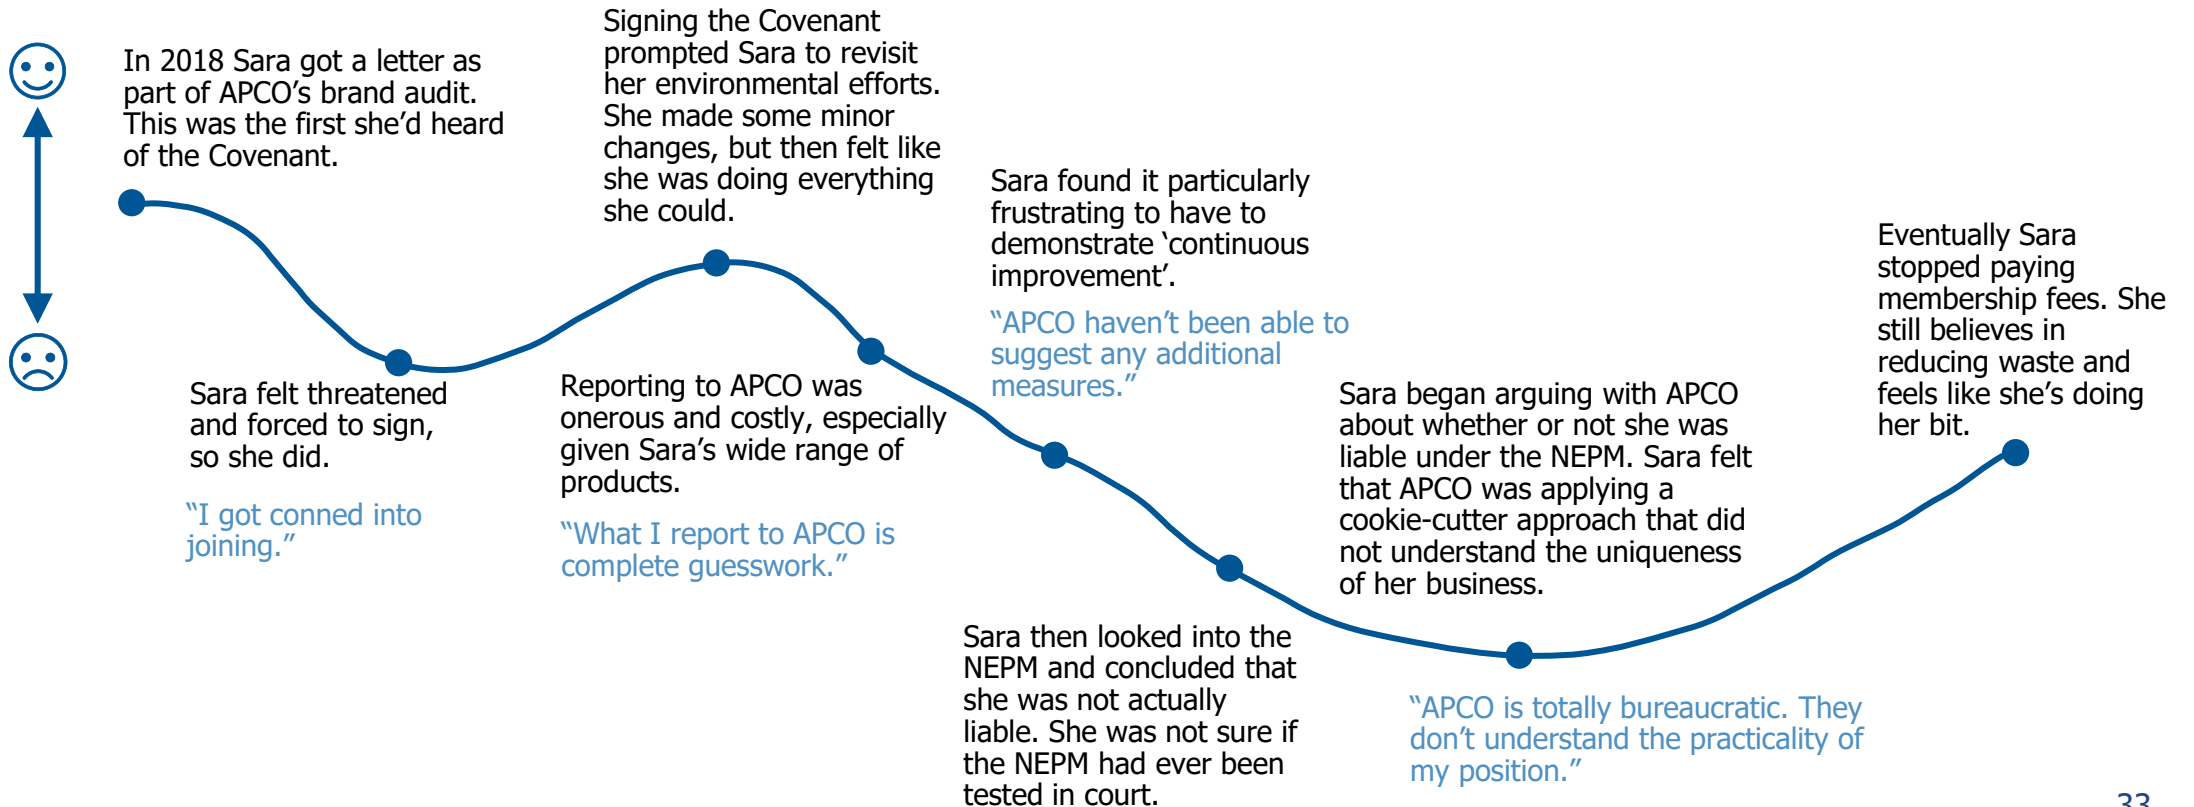 In 2018 Sara got a letter as
part of APCO’s brand audit.
This was the first she’d heard
of the Covenant.
Sara felt threatened
and forced to sign,
so she did.
“I got conned into
joining.”
Signing the Covenant
prompted Sara to revisit
her environmental efforts.
She made some minor
changes, but then felt like
she was doing everything
she could.
Reporting to APCO was
onerous and costly, especially
given Sara’s wide range of
products.
“What I report to APCO is
complete guesswork.”
Sara found it particularly
frustrating to have to
demonstrate ‘continuous
improvement’.
“APCO haven’t been able to
suggest any additional
measures.”
Sara then looked into the
NEPM and concluded that
she was not actually
liable. She was not sure if
the NEPM had ever been
tested in court.
Sara began arguing with APCO
about whether or not she was
liable under the NEPM. Sara felt
that APCO was applying a
cookie-cutter approach that did
not understand the uniqueness
of her business.
“APCO is totally bureaucratic. They
don’t understand the practicality of
my position.”
Eventually Sara
stopped paying
membership fees. She
still believes in
reducing waste and
feels like she’s doing
her bit.
33